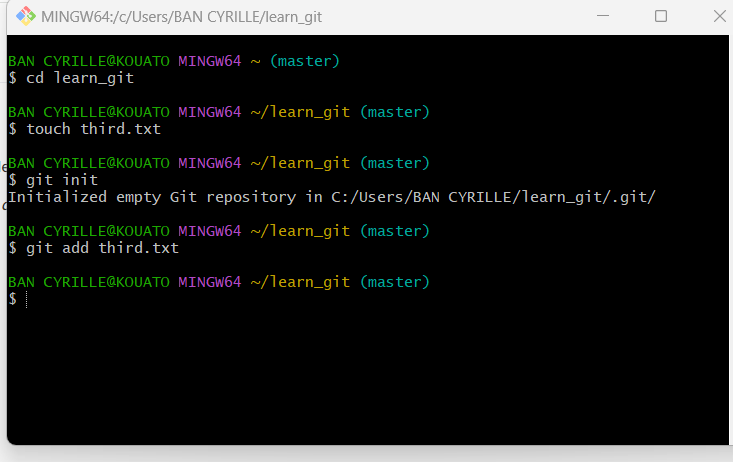 MINGW64:/c/Users/BAN CYRILLE/learn_git
BAN CYRILLE@KOUATO MINGW64 ~ (master)
$ cd learn_git
BAN CYRILLE@KOUATO MINGW64 ~/learn_git (master)
$ touch third.txt
BAN CYRILLE@KOUATO MINGW64 ~/learn_git (master)
$ git init
Initialized empty Git repository in C:/Users/BAN CYRILLE/learn_git/.git/
BAN CYRILLE@KOUATO MINGW64 ~/learn_git (master)
$ git add third.txt
BAN CYRILLE@KOUATO MINGW64 ~/learn_git (master)
$